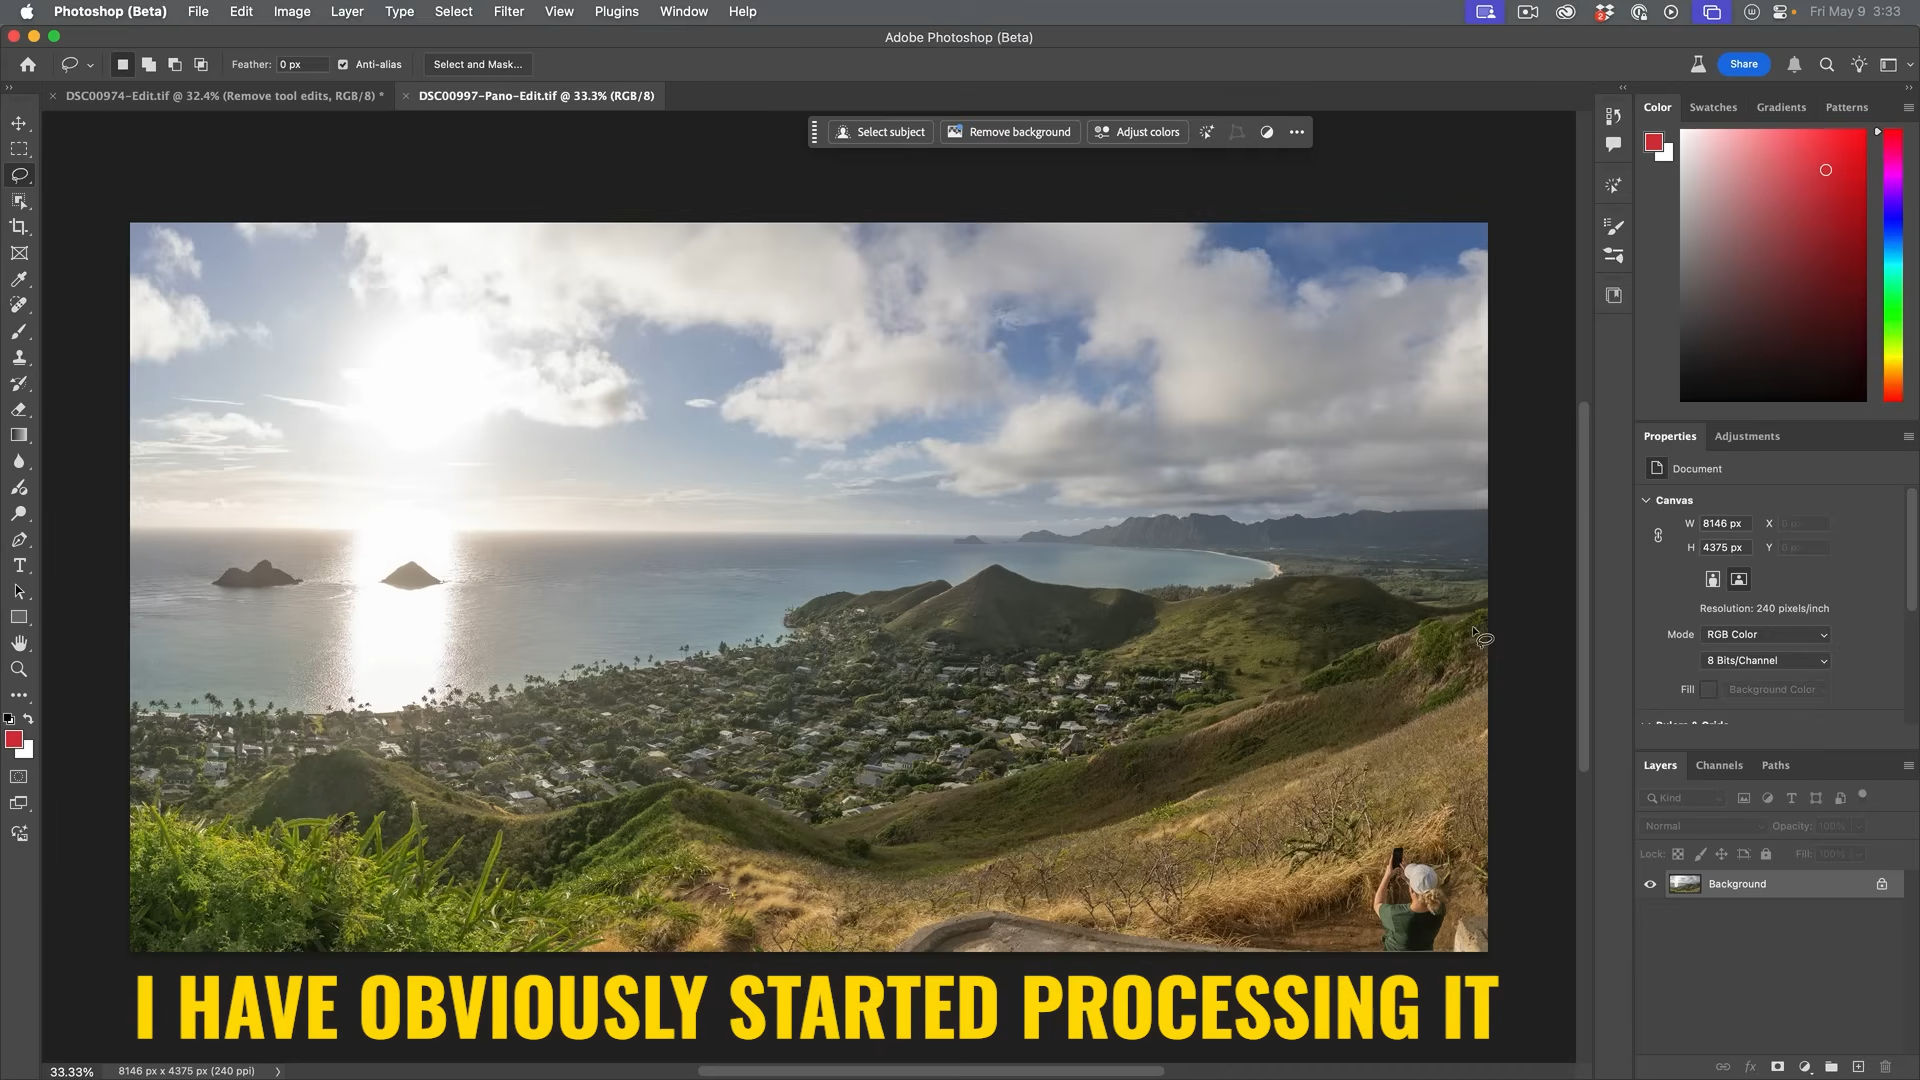 Photoshop (Beta) File Edit Image Layer Type Select Filter View Plugins Window Help Fri May 9 3:33
Adobe Photoshop (Beta)
Feather: 0 px Anti-alias Select and Mask... Share
DSC00974-Edit.tif @ 32.4% (Remove tool edits, RGB/8) * DSC00997-Pano-Edit.tif @ 33.3% (RGB/8)
Select subject Remove background Adjust colors
Color Swatches Gradients Patterns
Properties Adjustments
Document
Canvas
W 8146 px X 0 px
H 4375 px Y 0 px
Resolution: 240 pixels/inch
Mode RGB Color
8 Bits/Channel
Fill Background Color
Rulers & Grids
Layers Channels Paths
Kind
Normal Opacity: 100%
Lock: Fill: 100%
Background
I HAVE OBVIOUSLY STARTED PROCESSING IT
33.33% 8146 px x 4375 px (240 ppi)